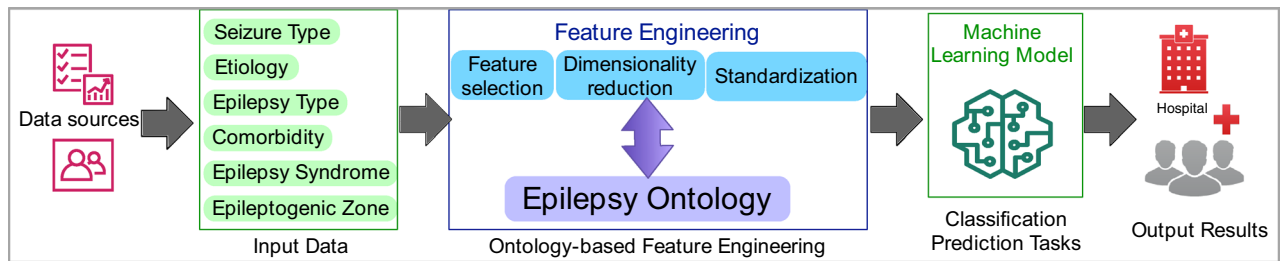 Data sources
Seizure Type
Etiology
Epilepsy Type
Comorbidity
Epilepsy Syndrome
Epileptogenic Zone
Input Data
Feature Engineering
Feature
selection
Dimensionality
reduction
Standardization
Epilepsy Ontology
Ontology-based Feature Engineering
Machine
Learning Model
Classification
Prediction Tasks
Hospital
Output Results